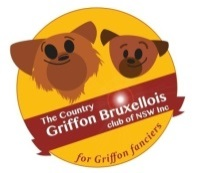 The Country
Griffon Bruxellois
club of NSW Inc
for Griffon fanciers